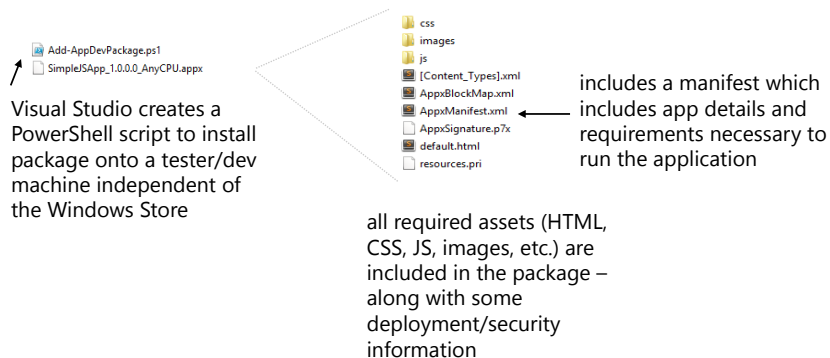 Add-AppDevPackage.ps1
SimpleJSApp_1.0.0.0_AnyCPU.appx
Visual Studio creates a
PowerShell script to install
package onto a tester/dev
machine independent of
the Windows Store
css
images
js
[Content_Types].xml
AppxBlockMap.xml
AppxManifest.xml
AppxSignature.p7x
default.html
resources.pri
includes a manifest which
includes app details and
requirements necessary to
run the application
all required assets (HTML,
CSS, JS, images, etc.) are
included in the package –
along with some
deployment/security
information